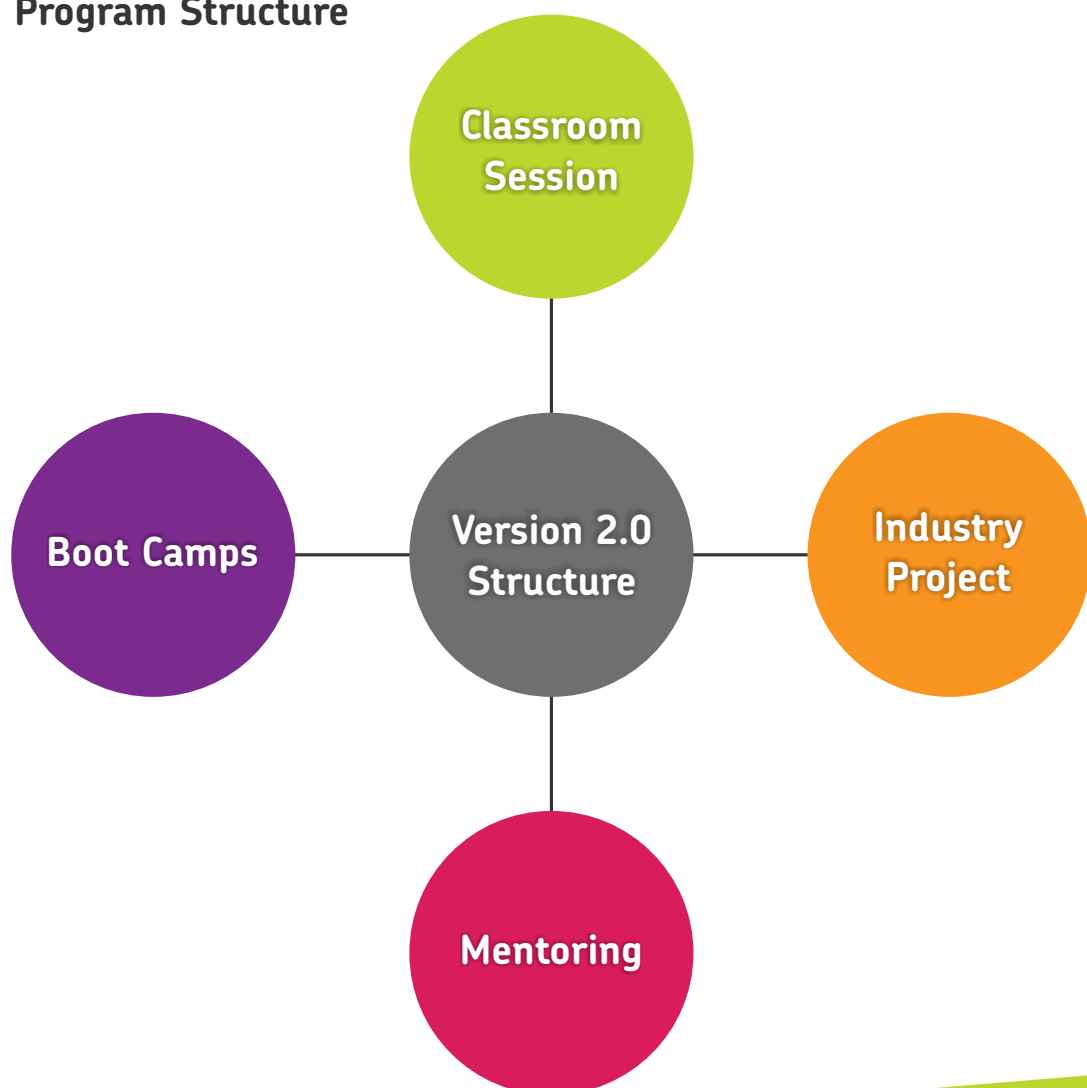 Program Structure
Classroom
Session
Boot Camps
Version 2.0
Structure
Industry
Project
Mentoring